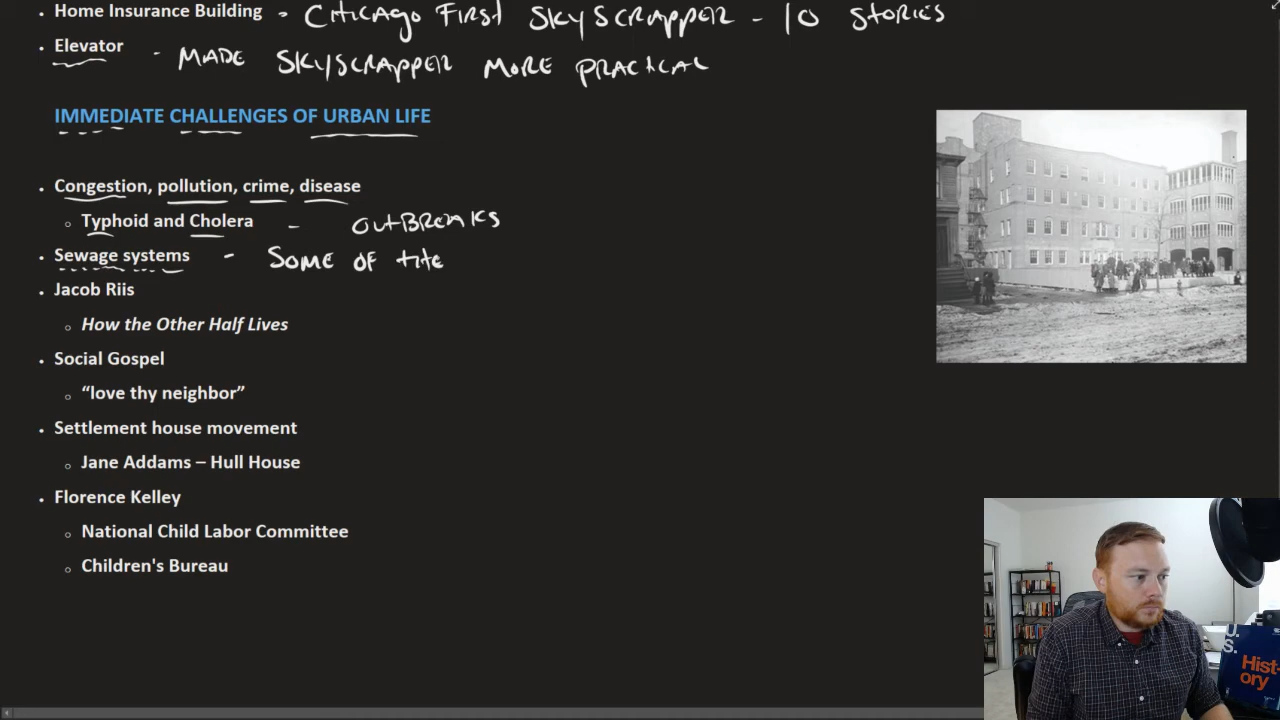 • Home Insurance Building - CHICAGO FIRST SKYSCRAPPER - 10 STORIES
• Elevator - MADE SKYSCRAPPER MORE PRACTICAL
IMMEDIATE CHALLENGES OF URBAN LIFE
• Congestion, pollution, crime, disease
○ Typhoid and Cholera - OUTBREAKS
• Sewage systems - SOME OF THE
• Jacob Riis
○ How the Other Half Lives
• Social Gospel
○ “love thy neighbor”
• Settlement house movement
○ Jane Addams – Hull House
• Florence Kelley
○ National Child Labor Committee
○ Children's Bureau
U.
S.
Hist-
ory